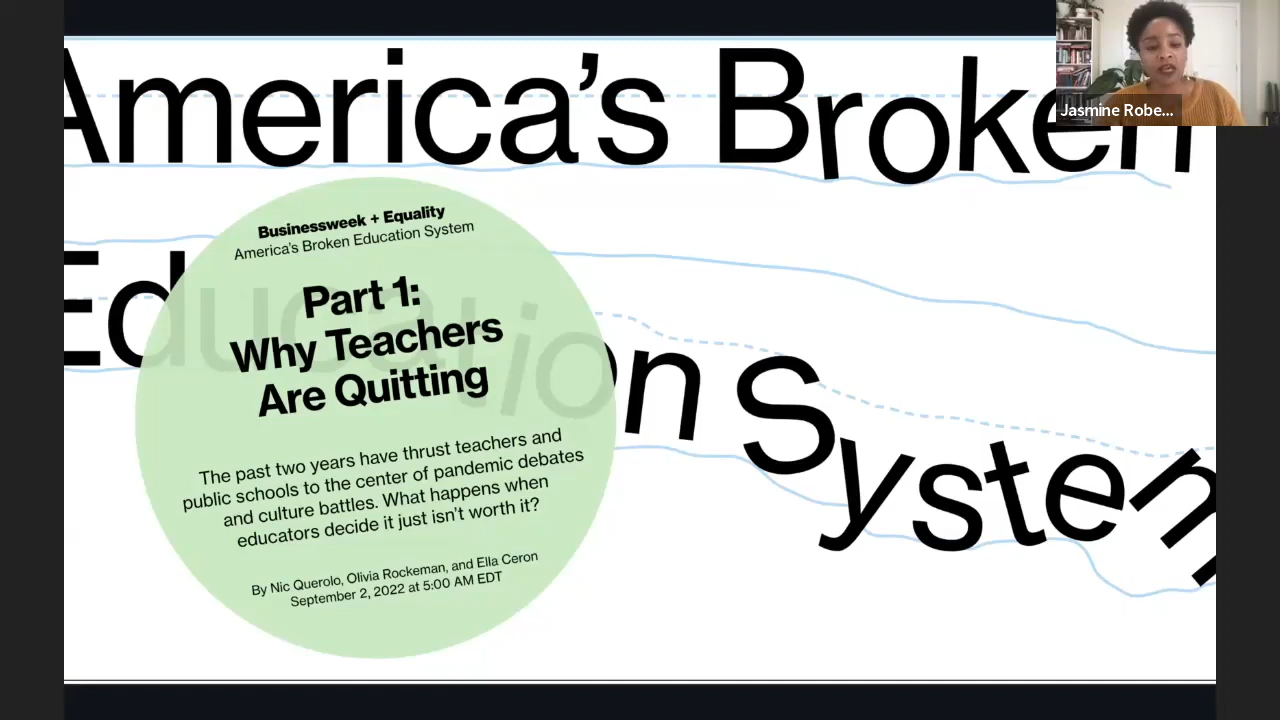 America's Broken
Jasmine Robe...
Education System
Businessweek + Equality
America's Broken Education System
Part 1:
Why Teachers
Are Quitting
The past two years have thrust teachers and
public schools to the center of pandemic debates
and culture battles. What happens when
educators decide it just isn't worth it?
By Nic Querolo, Olivia Rockeman, and Ella Ceron
September 2, 2022 at 5:00 AM EDT